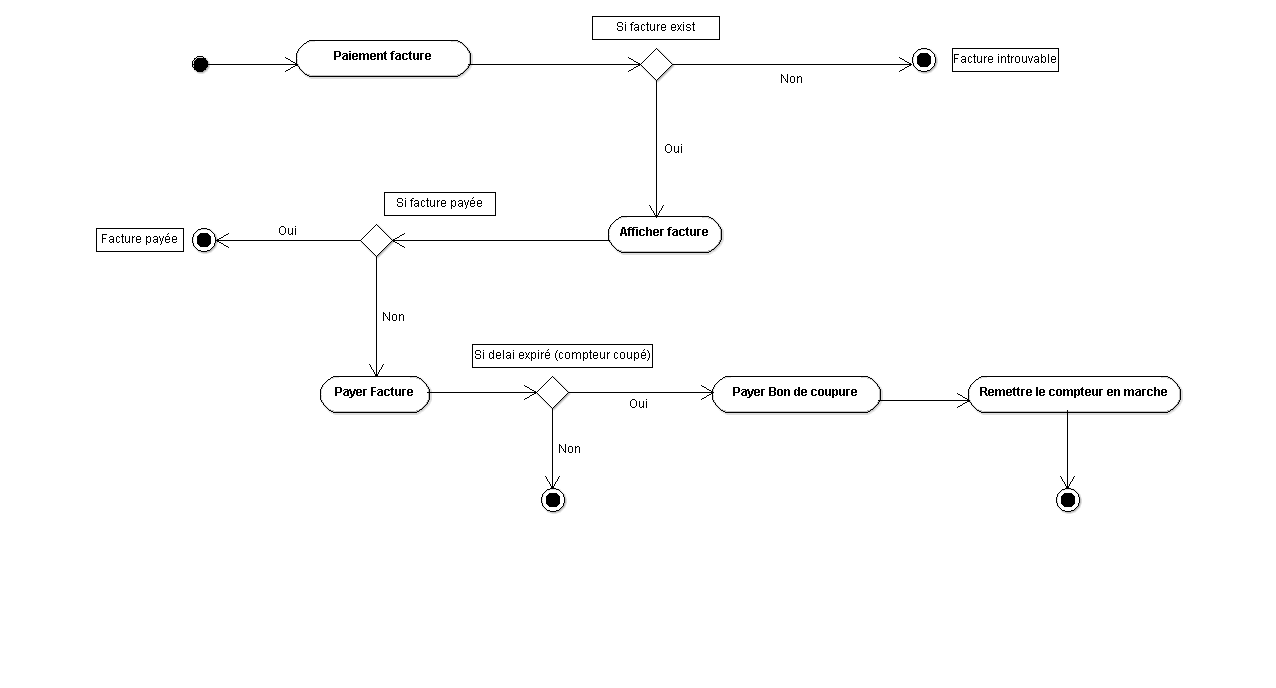 Si facture exist
Paiement facture
Facture introuvable
Non
Oui
Si facture payée
Afficher facture
Oui
Facture payée
Non
Si delai expiré (compteur coupé)
Payer Facture
Oui
Payer Bon de coupure
Remettre le compteur en marche
Non